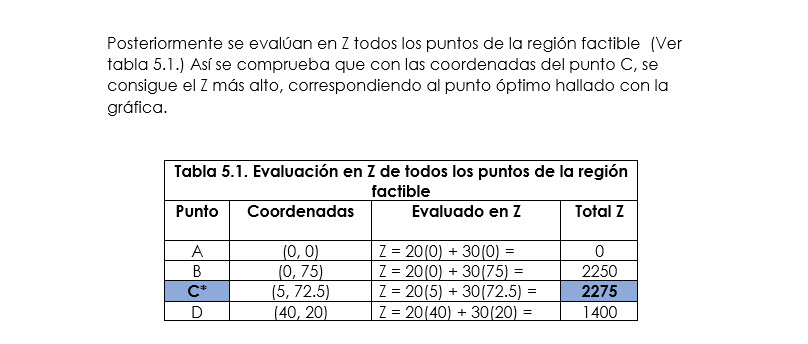 Posteriormente se evalúan en Z todos los puntos de la región factible (Ver
tabla 5.1.) Así se comprueba que con las coordenadas del punto C, se
consigue el Z más alto, correspondiendo al punto óptimo hallado con la
gráfica.
Tabla 5.1. Evaluación en Z de todos los puntos de la región
factible
Punto Coordenadas Evaluado en Z Total Z
A (0, 0) Z = 20(0) + 30(0) = 0
B (0, 75) Z = 20(0) + 30(75) = 2250
C* (5, 72.5) Z = 20(5) + 30(72.5) = 2275
D (40, 20) Z = 20(40) + 30(20) = 1400